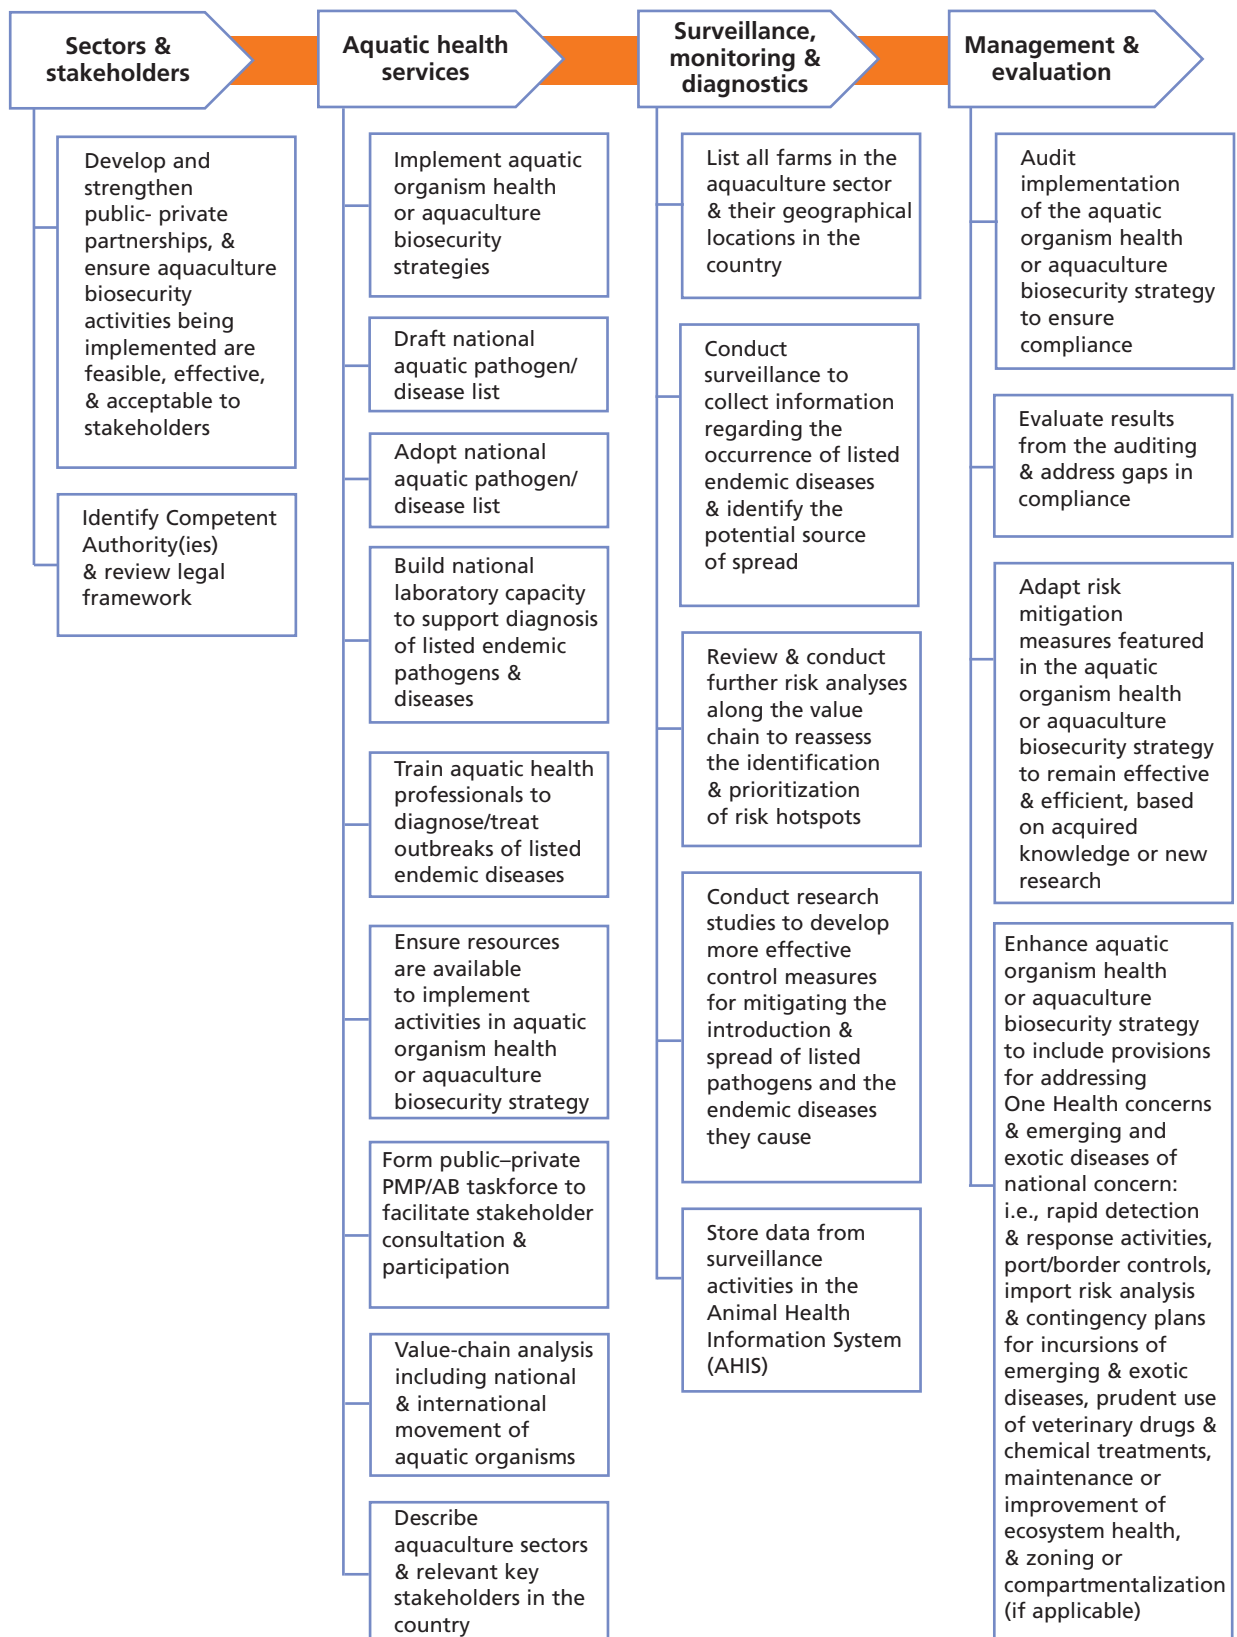 Sectors &
stakeholders
Develop and
strengthen
public- private
partnerships, &
ensure aquaculture
biosecurity
activities being
implemented are
feasible, effective,
& acceptable to
stakeholders
Identify Competent
Authority(ies)
& review legal
framework
Aquatic health
services
Implement aquatic
organism health
or aquaculture
biosecurity
strategies
Draft national
aquatic pathogen/
disease list
Adopt national
aquatic pathogen/
disease list
Build national
laboratory capacity
to support diagnosis
of listed endemic
pathogens &
diseases
Train aquatic health
professionals to
diagnose/treat
outbreaks of listed
endemic diseases
Ensure resources
are available
to implement
activities in aquatic
organism health
or aquaculture
biosecurity strategy
Form public–private
PMP/AB taskforce to
facilitate stakeholder
consultation &
participation
Value-chain analysis
including national
& international
movement of
aquatic organisms
Describe
aquaculture sectors
& relevant key
stakeholders in the
country
Surveillance,
monitoring &
diagnostics
List all farms in the
aquaculture sector
& their geographical
locations in the
country
Conduct
surveillance to
collect information
regarding the
occurrence of listed
endemic diseases
& identify the
potential source
of spread
Review & conduct
further risk analyses
along the value
chain to reassess
the identification
& prioritization
of risk hotspots
Conduct research
studies to develop
more effective
control measures
for mitigating the
introduction &
spread of listed
pathogens and the
endemic diseases
they cause
Store data from
surveillance
activities in the
Animal Health
Information System
(AHIS)
Management &
evaluation
Audit
implementation
of the aquatic
organism health
or aquaculture
biosecurity strategy
to ensure
compliance
Evaluate results
from the auditing
& address gaps in
compliance
Adapt risk
mitigation
measures featured
in the aquatic
organism health
or aquaculture
biosecurity strategy
to remain effective
& efficient, based
on acquired
knowledge or new
research
Enhance aquatic
organism health
or aquaculture
biosecurity strategy
to include provisions
for addressing
One Health concerns
& emerging and
exotic diseases of
national concern:
i.e., rapid detection
& response activities,
port/border controls,
import risk analysis
& contingency plans
for incursions of
emerging & exotic
diseases, prudent use
of veterinary drugs &
chemical treatments,
maintenance or
improvement of
ecosystem health,
& zoning or
compartmentalization
(if applicable)